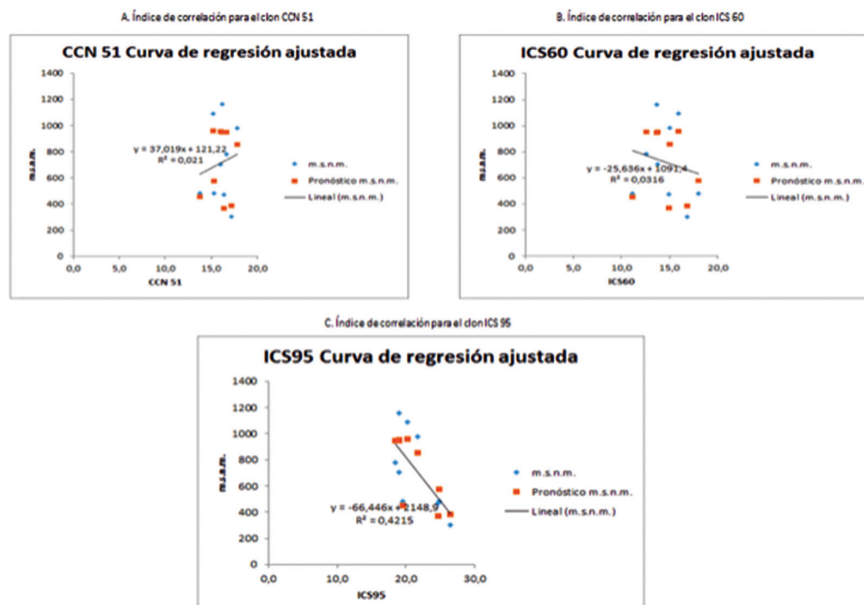 A. Índice de correlación para el clon CCN 51
CCN 51 Curva de regresión ajustada
1400
1200
1000
800
600
400
200
0
m.s.n.m.
0,0 5,0 10,0 15,0 20,0
CCN 51
y = 37,019x + 121,22
R² = 0,021
m.s.n.m.
Pronóstico m.s.n.m.
Lineal (m.s.n.m.)
B. Índice de correlación para el clon ICS 60
ICS60 Curva de regresión ajustada
1400
1200
1000
800
600
400
200
0
m.s.n.m.
0,0 5,0 10,0 15,0 20,0
ICS60
y = -25,636x + 1091,4
R² = 0,0316
m.s.n.m.
Pronóstico m.s.n.m.
Lineal (m.s.n.m.)
C. Índice de correlación para el clon ICS 95
ICS95 Curva de regresión ajustada
1400
1200
1000
800
600
400
200
0
m.s.n.m.
0,0 10,0 20,0 30,0
ICS95
y = -66,446x + 2148,9
R² = 0,4215
m.s.n.m.
Pronóstico m.s.n.m.
Lineal (m.s.n.m.)